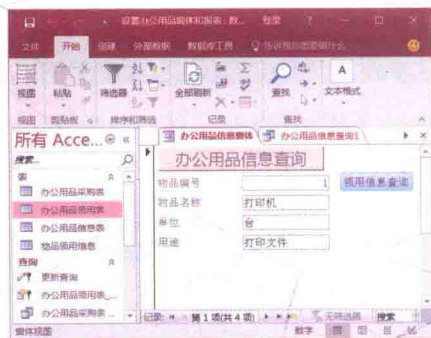 设置办公用品窗体和报表: 数... 登录 ?
文件 开始 创建 外部数据 数据库工具 告诉我您想要做什么
视图 粘贴 筛选器 全部刷新 查找 文本格式
视图 剪贴板 排序和筛选 记录 查找
所有 Acce...
搜索...
表
办公用品采购表
办公用品领用表
办公用品信息表
物品领用信息
查询
更新查询
办公用品领用表_...
办公用品采购表...
办公用品信息窗体 办公用品信息查询1
办公用品信息查询
物品编号 1 领用信息查询
物品名称 打印机
单位 台
用途 打印文件
记录: 第1项(共4项) 无筛选器 搜索
窗体视图 数字